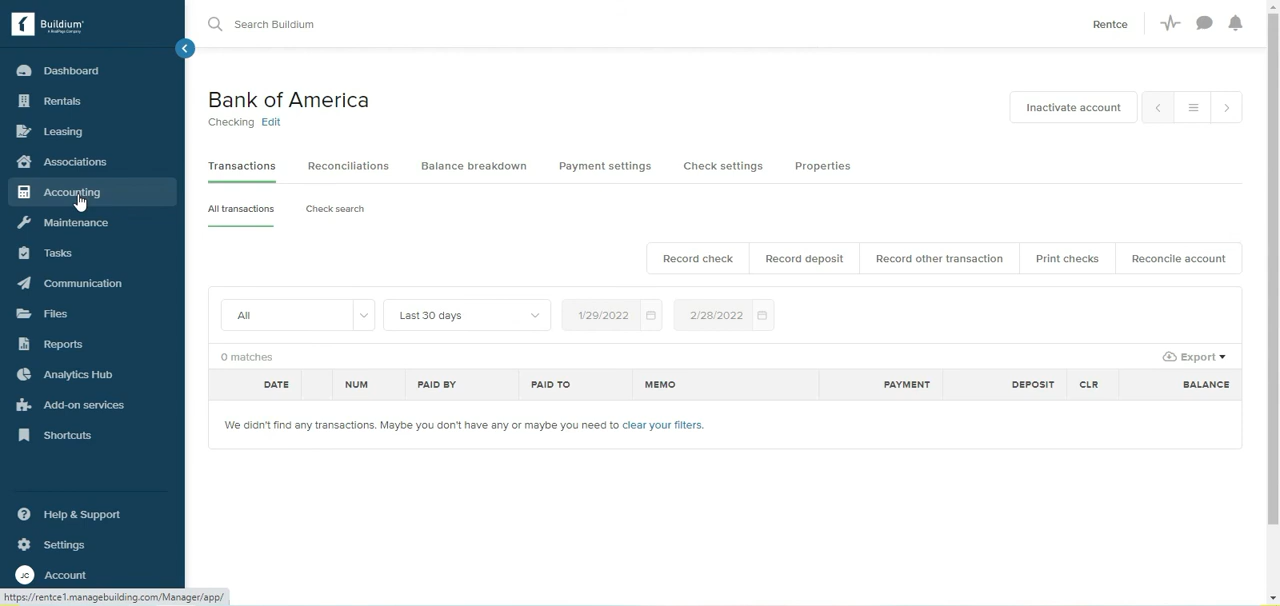 Buildium®
A RealPage Company
Search Buildium
Rentce
Dashboard
Rentals
Leasing
Associations
Accounting
Maintenance
Tasks
Communication
Files
Reports
Analytics Hub
Add-on services
Shortcuts
Help & Support
Settings
JC Account
https://rentce1.managebuilding.com/Manager/app/
Bank of America
Checking Edit
Inactivate account
Transactions Reconciliations Balance breakdown Payment settings Check settings Properties
All transactions Check search
Record check Record deposit Record other transaction Print checks Reconcile account
All Last 30 days 1/29/2022 2/28/2022
0 matches Export
DATE NUM PAID BY PAID TO MEMO PAYMENT DEPOSIT CLR BALANCE
We didn't find any transactions. Maybe you don't have any or maybe you need to clear your filters.